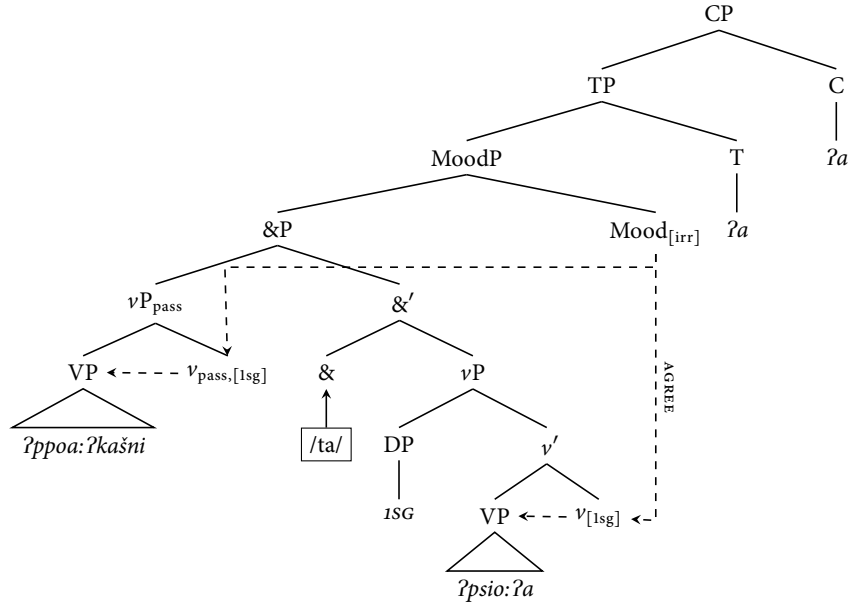 CP
TP C
MoodP T ʔa
&P Mood[irr] ʔa
vPpass &′
VP vpass,[1sg] & vP AGREE
ʔppoa:ʔkašni /ta/ DP v′
1SG VP v[1sg]
ʔpsio:ʔa